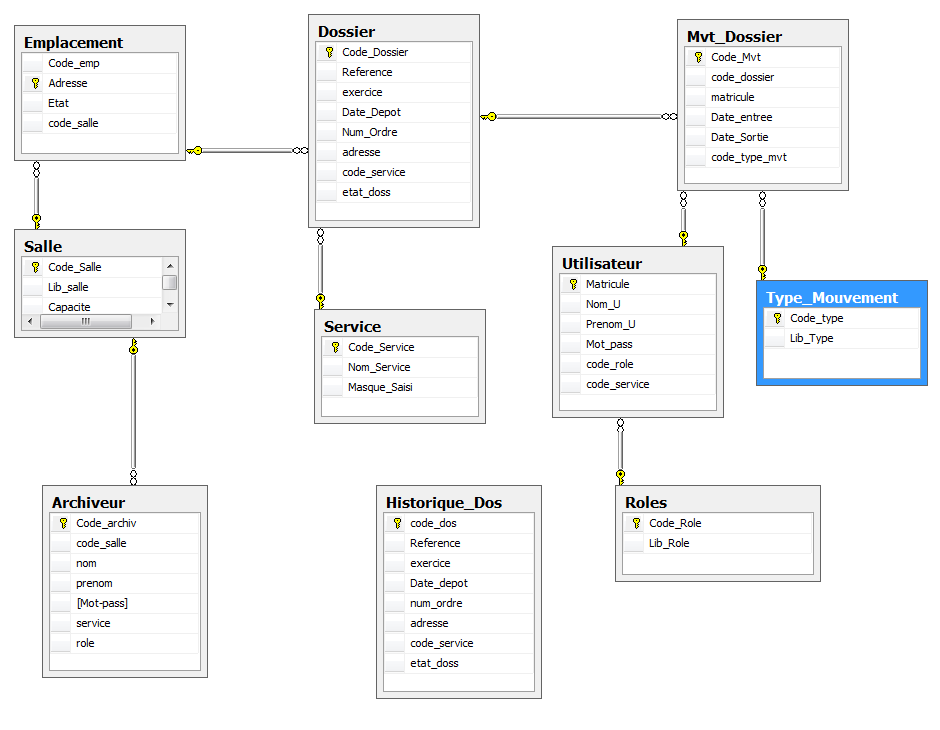 Emplacement
Code_emp
Adresse
Etat
code_salle
Dossier
Code_Dossier
Reference
exercice
Date_Depot
Num_Ordre
adresse
code_service
etat_doss
Mvt_Dossier
Code_Mvt
code_dossier
matricule
Date_entree
Date_Sortie
code_type_mvt
Salle
Code_Salle
Lib_salle
Capacite
Service
Code_Service
Nom_Service
Masque_Saisi
Utilisateur
Matricule
Nom_U
Prenom_U
Mot_pass
code_role
code_service
Type_Mouvement
Code_type
Lib_Type
Archiveur
Code_archiv
code_salle
nom
prenom
[Mot-pass]
service
role
Historique_Dos
code_dos
Reference
exercice
Date_depot
num_ordre
adresse
code_service
etat_doss
Roles
Code_Role
Lib_Role